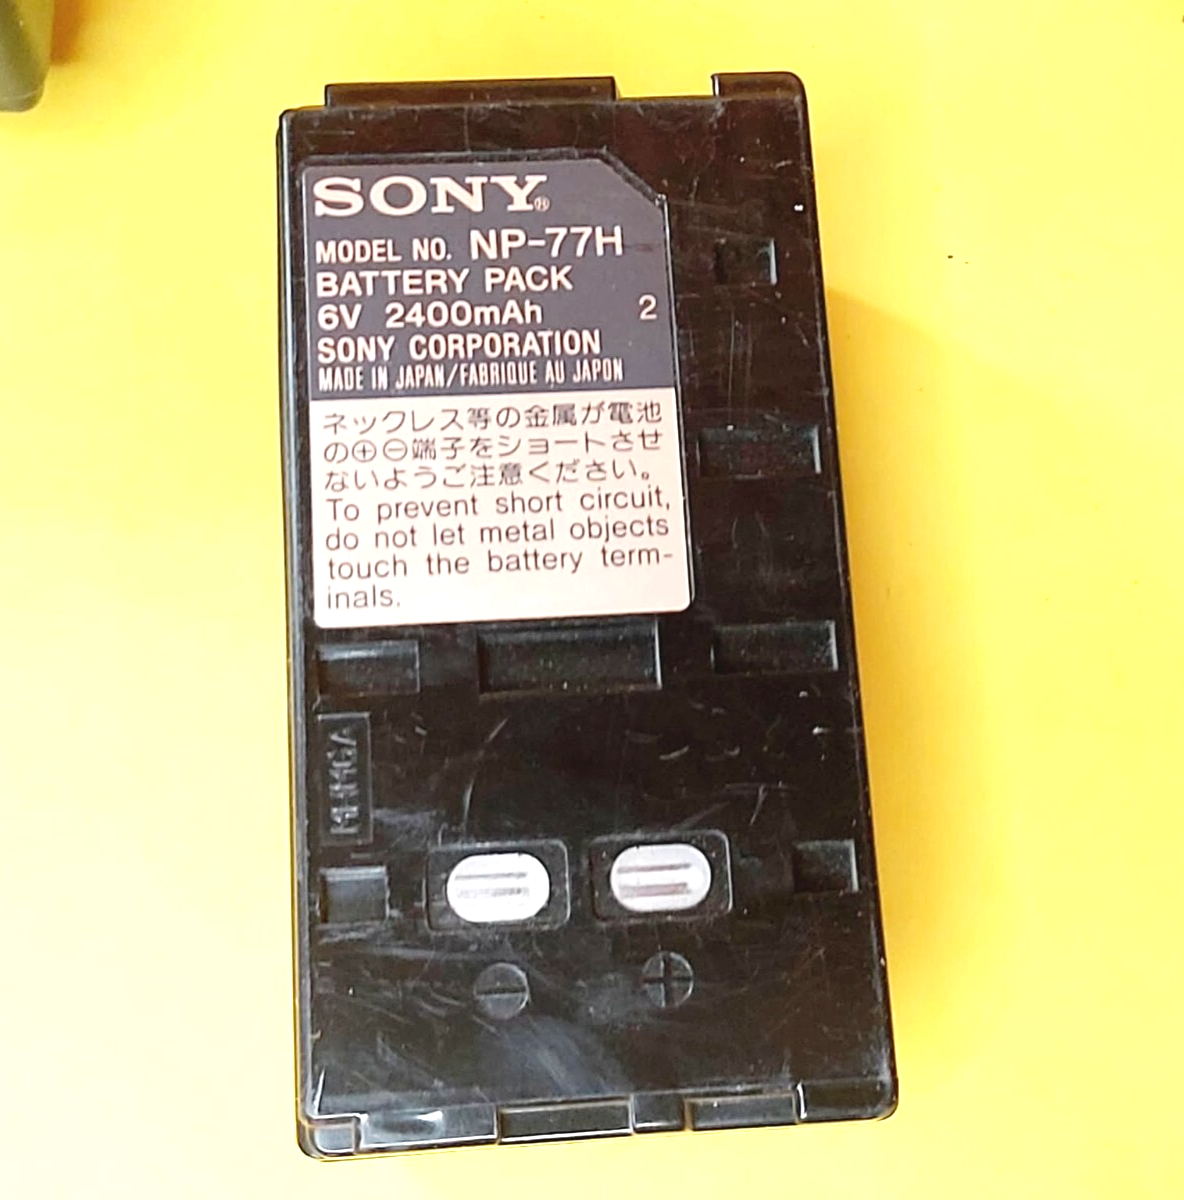 SONY®
MODEL NO. NP-77H
BATTERY PACK
6V 2400mAh 2
SONY CORPORATION
MADE IN JAPAN/FABRIQUE AU JAPON
ネックレス等の金属が電池
の⊕⊖端子をショートさせ
ないようご注意ください。
To prevent short circuit,
do not let metal objects
touch the battery term-
inals.
− +